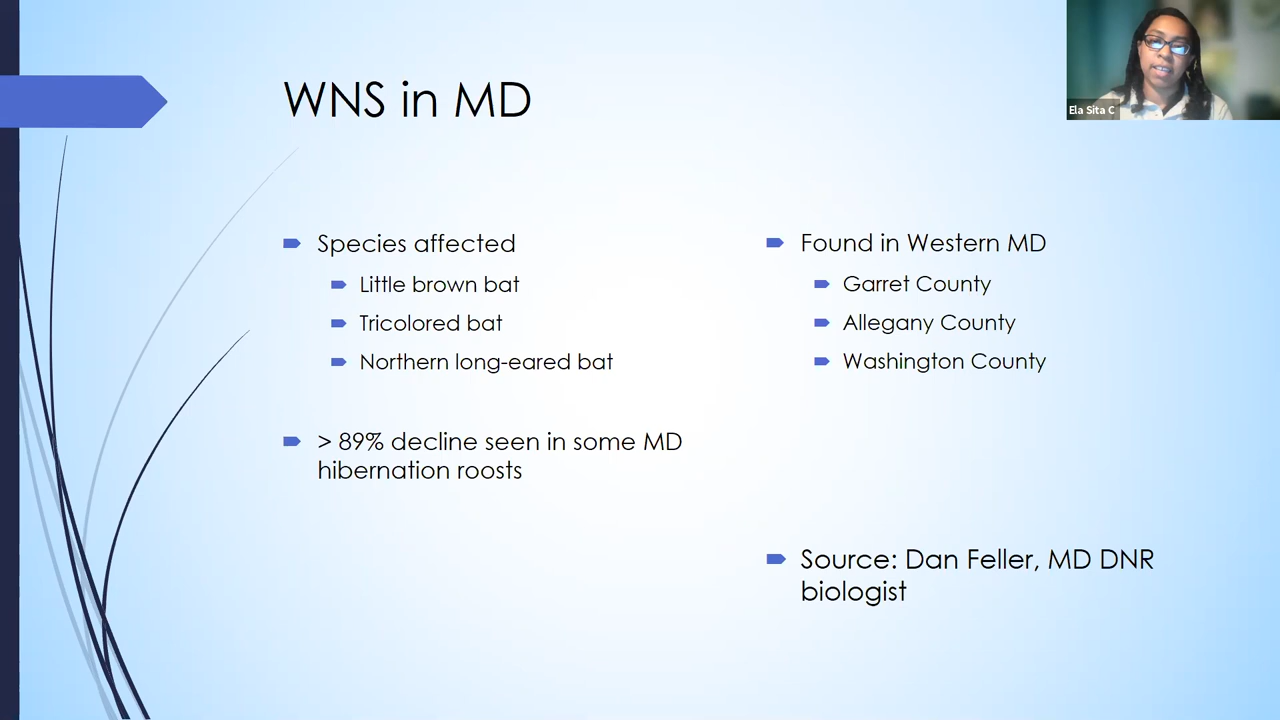 WNS in MD
Ela Sita C
Species affected
Little brown bat
Tricolored bat
Northern long-eared bat
> 89% decline seen in some MD
hibernation roosts
Found in Western MD
Garret County
Allegany County
Washington County
Source: Dan Feller, MD DNR
biologist